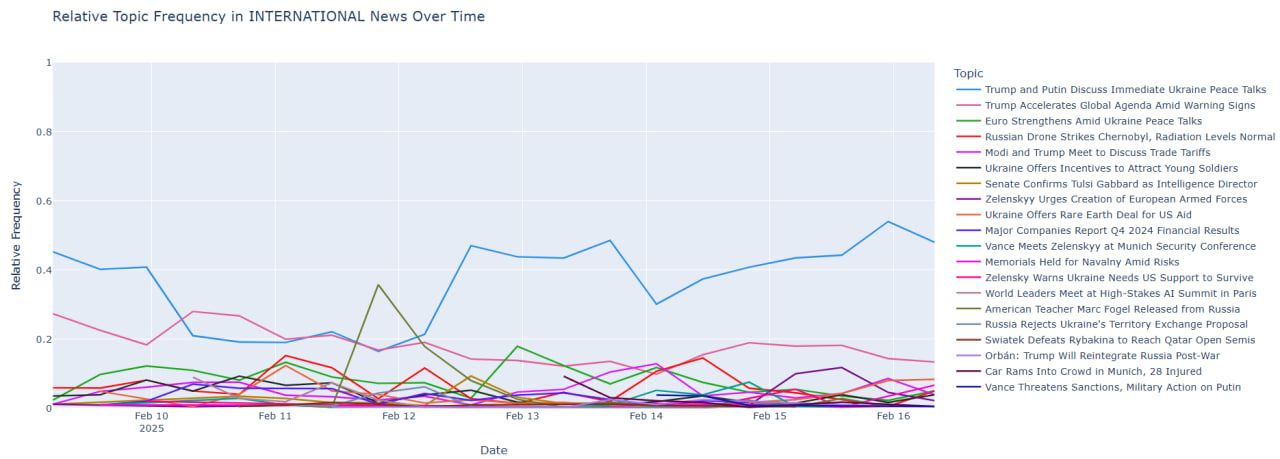 Relative Topic Frequency in INTERNATIONAL News Over Time
1
0.8
0.6
0.4
0.2
0
Relative Frequency
Feb 10
2025
Feb 11
Feb 12
Feb 13
Feb 14
Feb 15
Feb 16
Date
Topic
Trump and Putin Discuss Immediate Ukraine Peace Talks
Trump Accelerates Global Agenda Amid Warning Signs
Euro Strengthens Amid Ukraine Peace Talks
Russian Drone Strikes Chernobyl, Radiation Levels Normal
Modi and Trump Meet to Discuss Trade Tariffs
Ukraine Offers Incentives to Attract Young Soldiers
Senate Confirms Tulsi Gabbard as Intelligence Director
Zelenskyy Urges Creation of European Armed Forces
Ukraine Offers Rare Earth Deal for US Aid
Major Companies Report Q4 2024 Financial Results
Vance Meets Zelenskyy at Munich Security Conference
Memorials Held for Navalny Amid Risks
Zelensky Warns Ukraine Needs US Support to Survive
World Leaders Meet at High-Stakes AI Summit in Paris
American Teacher Marc Fogel Released from Russia
Russia Rejects Ukraine's Territory Exchange Proposal
Swiatek Defeats Rybakina to Reach Qatar Open Semis
Orbán: Trump Will Reintegrate Russia Post-War
Car Rams Into Crowd in Munich, 28 Injured
Vance Threatens Sanctions, Military Action on Putin